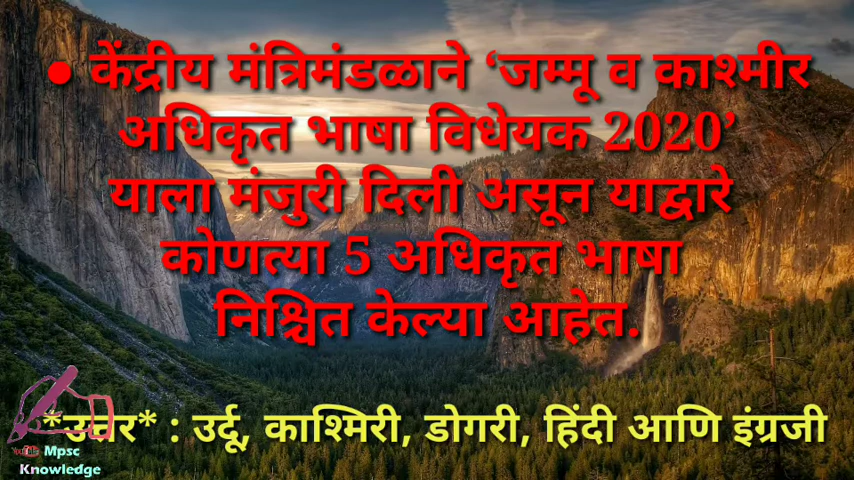 ● केंद्रीय मंत्रिमंडळाने ‘जम्मू व काश्मीर
अधिकृत भाषा विधेयक 2020’
याला मंजुरी दिली असून याद्वारे
कोणत्या 5 अधिकृत भाषा
निश्चित केल्या आहेत.
*उत्तर* : उर्दू, काश्मिरी, डोगरी, हिंदी आणि इंग्रजी
Mpsc
Knowledge